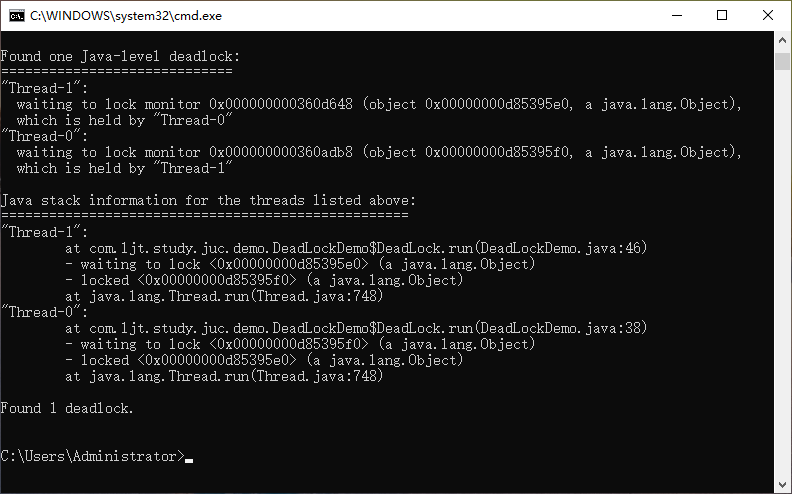 C:\WINDOWS\system32\cmd.exe
Found one Java-level deadlock:
=============================
"Thread-1":
  waiting to lock monitor 0x000000000360d648 (object 0x00000000d85395e0, a java.lang.Object),
  which is held by "Thread-0"
"Thread-0":
  waiting to lock monitor 0x000000000360adb8 (object 0x00000000d85395f0, a java.lang.Object),
  which is held by "Thread-1"
Java stack information for the threads listed above:
===================================================
"Thread-1":
        at com.ljt.study.juc.demo.DeadLockDemo$DeadLock.run(DeadLockDemo.java:46)
        - waiting to lock <0x00000000d85395e0> (a java.lang.Object)
        - locked <0x00000000d85395f0> (a java.lang.Object)
        at java.lang.Thread.run(Thread.java:748)
"Thread-0":
        at com.ljt.study.juc.demo.DeadLockDemo$DeadLock.run(DeadLockDemo.java:38)
        - waiting to lock <0x00000000d85395f0> (a java.lang.Object)
        - locked <0x00000000d85395e0> (a java.lang.Object)
        at java.lang.Thread.run(Thread.java:748)
Found 1 deadlock.
C:\Users\Administrator>